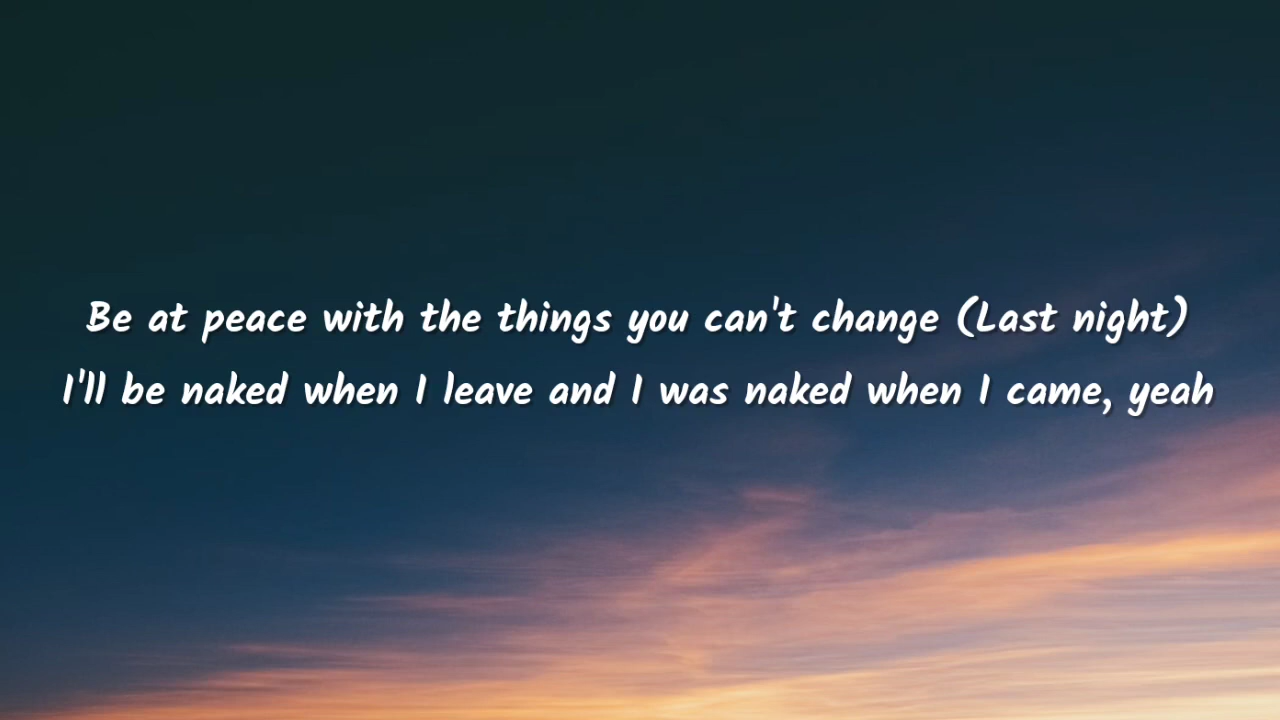 Be at peace with the things you can't change (Last night)
I'll be naked when I leave and I was naked when I came, yeah